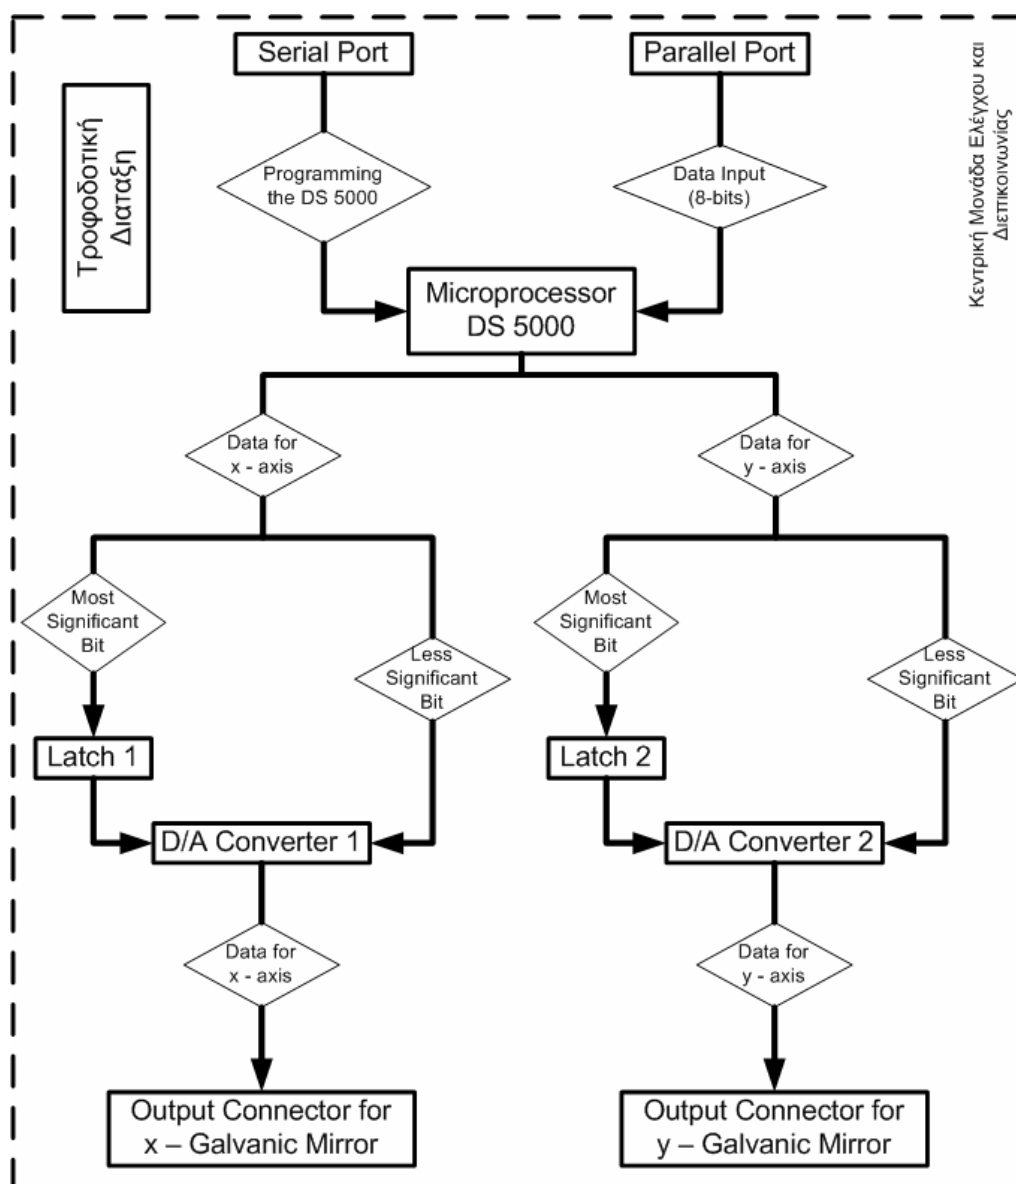 Serial Port
Parallel Port
Τροφοδοτική
Διαταξη
Κεντρική Μονάδα Ελέγχου και
Διεπικοινωνίας
Programming
the DS 5000
Data Input
(8-bits)
Microprocessor
DS 5000
Data for
x - axis
Data for
y - axis
Most
Significant
Bit
Less
Significant
Bit
Most
Significant
Bit
Less
Significant
Bit
Latch 1
Latch 2
D/A Converter 1
D/A Converter 2
Data for
x - axis
Data for
y - axis
Output Connector for
x – Galvanic Mirror
Output Connector for
y – Galvanic Mirror